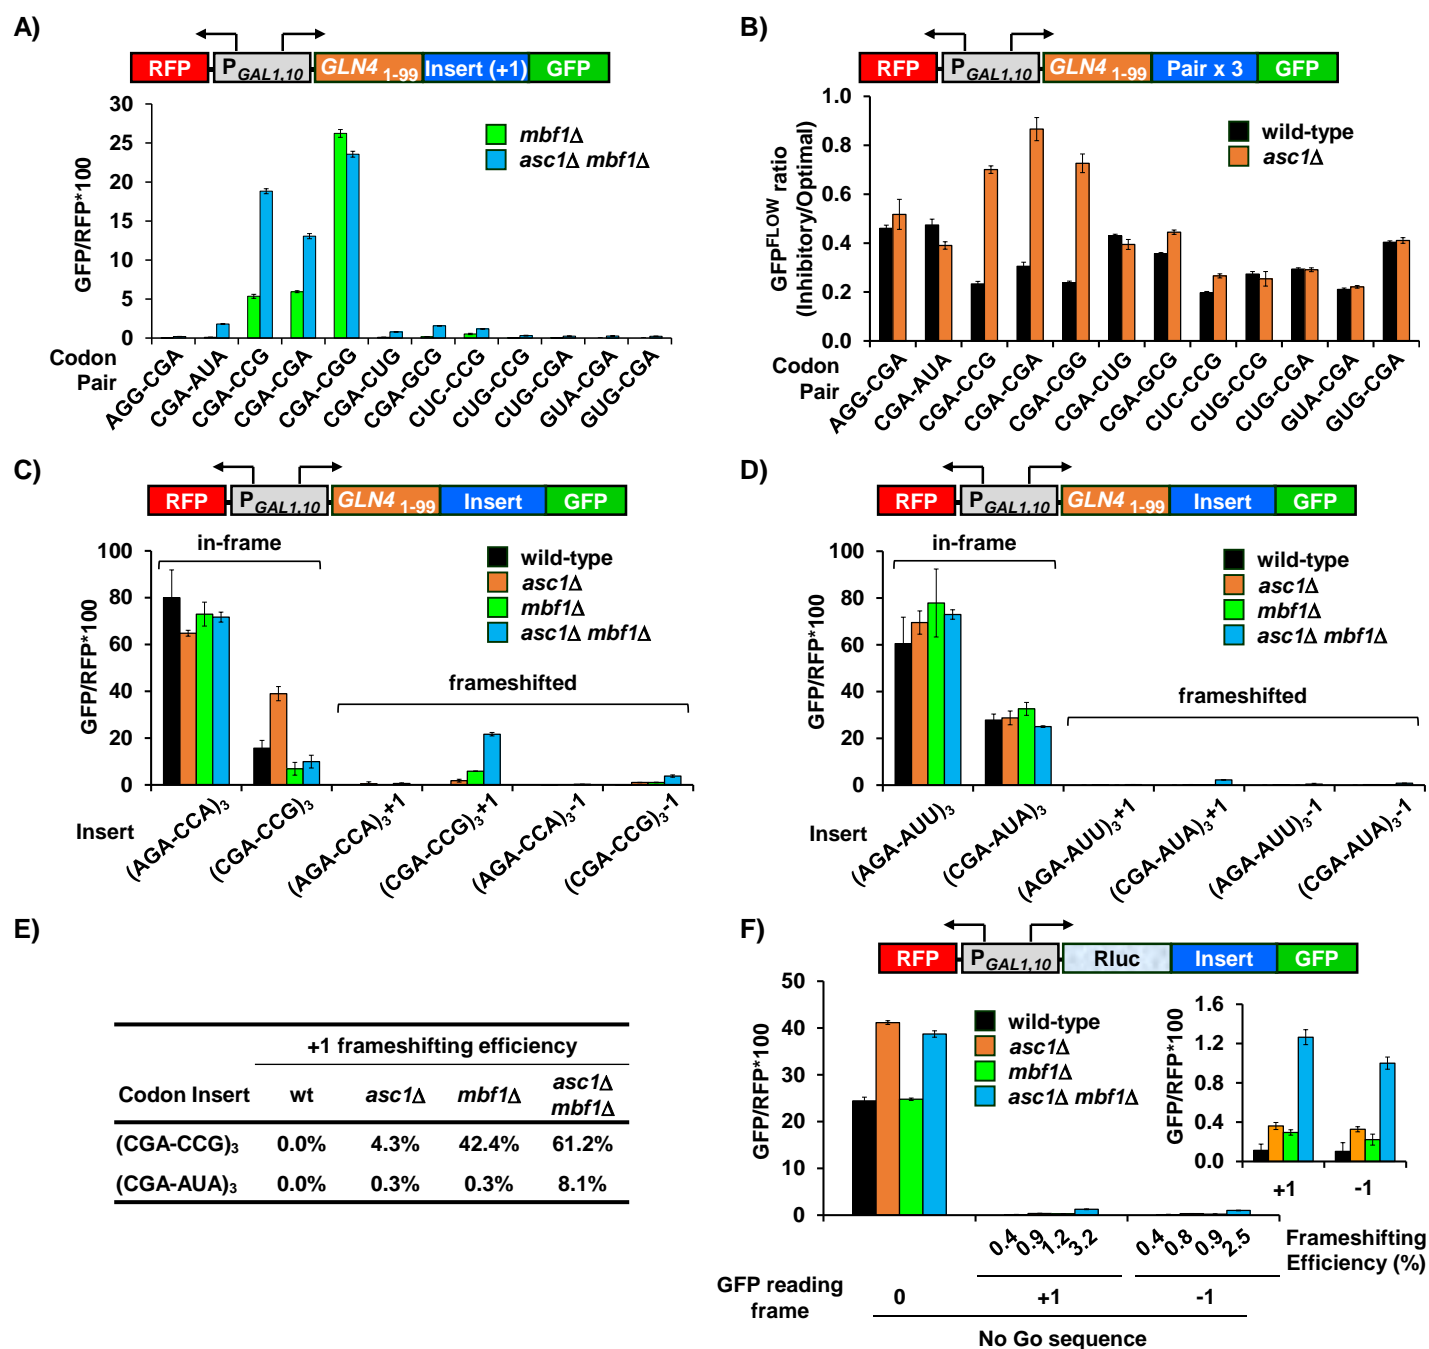 A)
RFP PGAL1,10 GLN4 1-99 Insert (+1) GFP
GFP/RFP*100
30
25
20
15
10
5
0
mbf1Δ
asc1Δ mbf1Δ
Codon Pair
AGG-CGA
CGA-AUA
CGA-CCG
CGA-CGA
CGA-CGG
CGA-CUG
CGA-GCG
CUC-CCG
CUG-CCG
CUG-CGA
GUA-CGA
GUG-CGA
B)
RFP PGAL1,10 GLN4 1-99 Pair x 3 GFP
GFPFLOW ratio
(Inhibitory/Optimal)
1.0
0.8
0.6
0.4
0.2
0.0
wild-type
asc1Δ
Codon
Pair
AGG-CGA
CGA-AUA
CGA-CCG
CGA-CGA
CGA-CGG
CGA-CUG
CGA-GCG
CUC-CCG
CUG-CCG
CUG-CGA
GUA-CGA
GUG-CGA
C)
RFP PGAL1,10 GLN4 1-99 Insert GFP
GFP/RFP*100
100
80
60
40
20
0
in-frame
wild-type
asc1Δ
mbf1Δ
asc1Δ mbf1Δ
frameshifted
Insert
(AGA-CCA)3
(CGA-CCG)3
(AGA-CCA)3+1
(CGA-CCG)3+1
(AGA-CCA)3-1
(CGA-CCG)3-1
D)
RFP PGAL1,10 GLN4 1-99 Insert GFP
GFP/RFP*100
100
80
60
40
20
0
in-frame
wild-type
asc1Δ
mbf1Δ
asc1Δ mbf1Δ
frameshifted
Insert
(AGA-AUU)3
(CGA-AUA)3
(AGA-AUU)3+1
(CGA-AUA)3+1
(AGA-AUU)3-1
(CGA-AUA)3-1
E)
+1 frameshifting efficiency
Codon Insert wt asc1Δ mbf1Δ asc1Δ mbf1Δ
(CGA-CCG)3 0.0% 4.3% 42.4% 61.2%
(CGA-AUA)3 0.0% 0.3% 0.3% 8.1%
F)
RFP PGAL1,10 Rluc Insert GFP
GFP/RFP*100
50
40
30
20
10
0
wild-type
asc1Δ
mbf1Δ
asc1Δ mbf1Δ
GFP/RFP*100
1.6
1.2
0.8
0.4
0.0
+1 -1
0.4 0.9 1.2 3.2 0.4 0.8 0.9 2.5 Frameshifting
Efficiency (%)
GFP reading
frame
0 +1 -1
No Go sequence